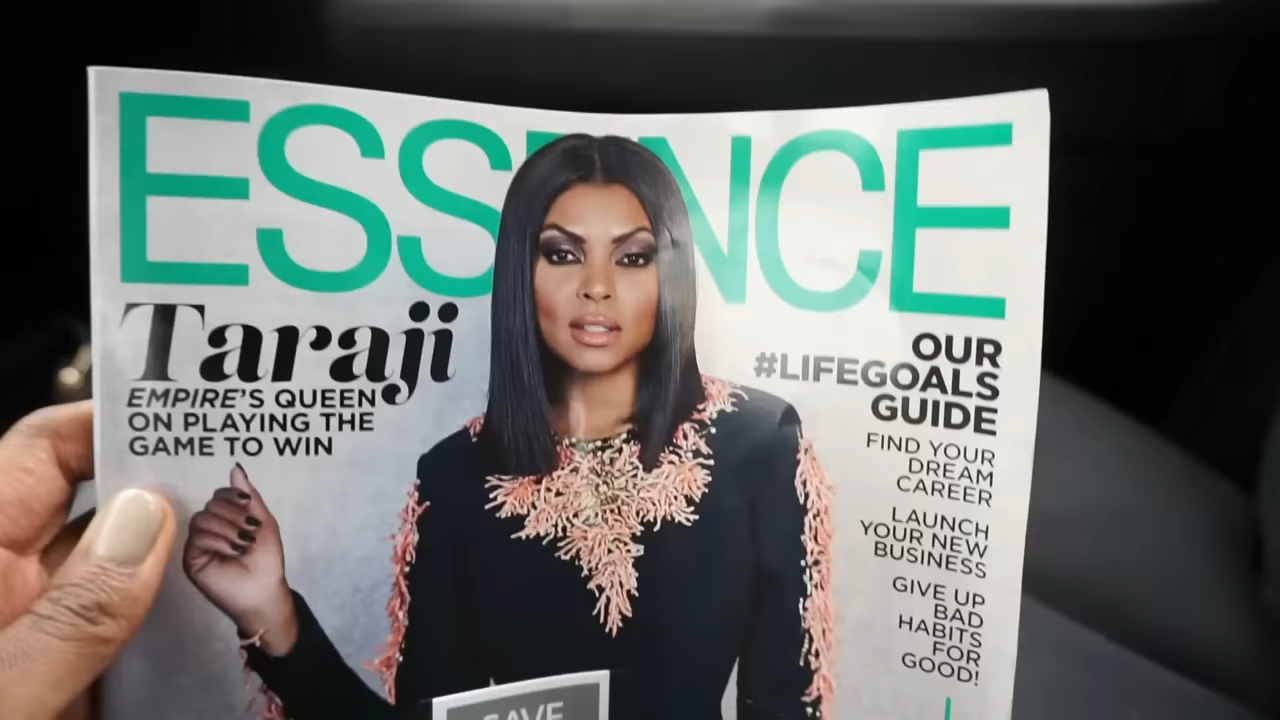 ESSENCE
Taraji
EMPIRE'S QUEEN
ON PLAYING THE
GAME TO WIN
OUR
#LIFEGOALS
GUIDE
FIND YOUR
DREAM
CAREER
LAUNCH
YOUR NEW
BUSINESS
GIVE UP
BAD
HABITS
FOR
GOOD!
SAVE